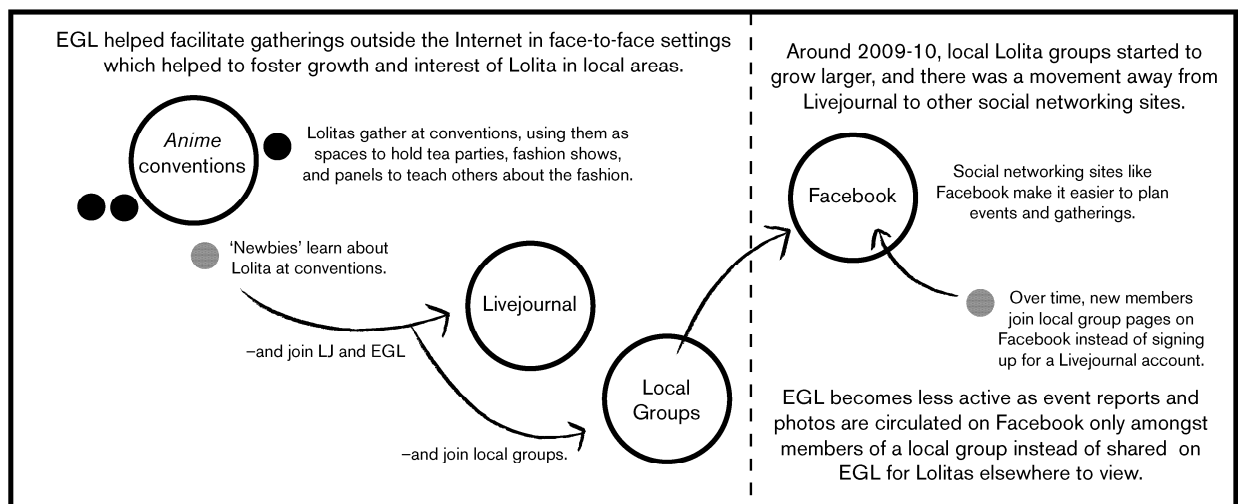 EGL helped facilitate gatherings outside the Internet in face-to-face settings
which helped to foster growth and interest of Lolita in local areas.
Anime
conventions
Lolitas gather at conventions, using them as
spaces to hold tea parties, fashion shows,
and panels to teach others about the fashion.
‘Newbies’ learn about
Lolita at conventions.
–and join LJ and EGL
Livejournal
Local
Groups
–and join local groups.
Around 2009-10, local Lolita groups started to
grow larger, and there was a movement away from
Livejournal to other social networking sites.
Facebook
Social networking sites like
Facebook make it easier to plan
events and gatherings.
Over time, new members
join local group pages on
Facebook instead of signing
up for a Livejournal account.
EGL becomes less active as event reports and
photos are circulated on Facebook only amongst
members of a local group instead of shared on
EGL for Lolitas elsewhere to view.